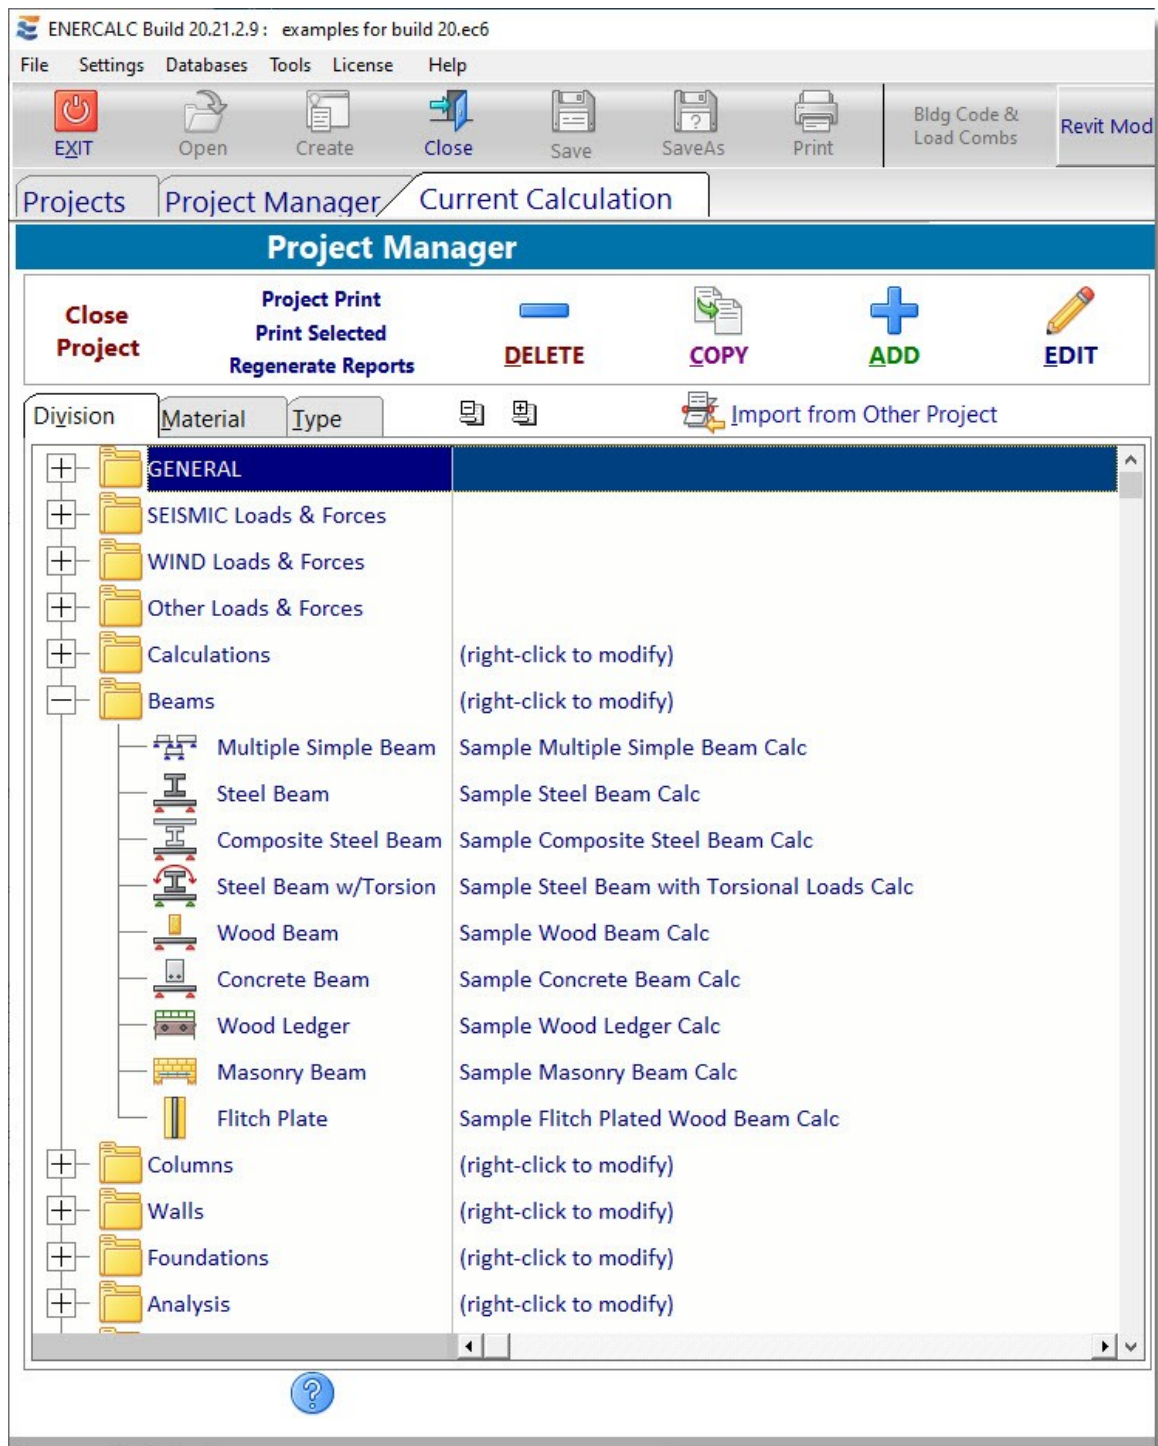 ENERCALC Build 20.21.2.9 : examples for build 20.ec6
File Settings Databases Tools License Help
EXIT Open Create Close Save SaveAs Print Bldg Code & Load Combs Revit Mod
Projects Project Manager Current Calculation
Project Manager
Close Project
Project Print
Print Selected
Regenerate Reports
DELETE COPY ADD EDIT
Division Material Type Import from Other Project
GENERAL
SEISMIC Loads & Forces
WIND Loads & Forces
Other Loads & Forces
Calculations (right-click to modify)
Beams (right-click to modify)
Multiple Simple Beam Sample Multiple Simple Beam Calc
Steel Beam Sample Steel Beam Calc
Composite Steel Beam Sample Composite Steel Beam Calc
Steel Beam w/Torsion Sample Steel Beam with Torsional Loads Calc
Wood Beam Sample Wood Beam Calc
Concrete Beam Sample Concrete Beam Calc
Wood Ledger Sample Wood Ledger Calc
Masonry Beam Sample Masonry Beam Calc
Flitch Plate Sample Flitch Plated Wood Beam Calc
Columns (right-click to modify)
Walls (right-click to modify)
Foundations (right-click to modify)
Analysis (right-click to modify)